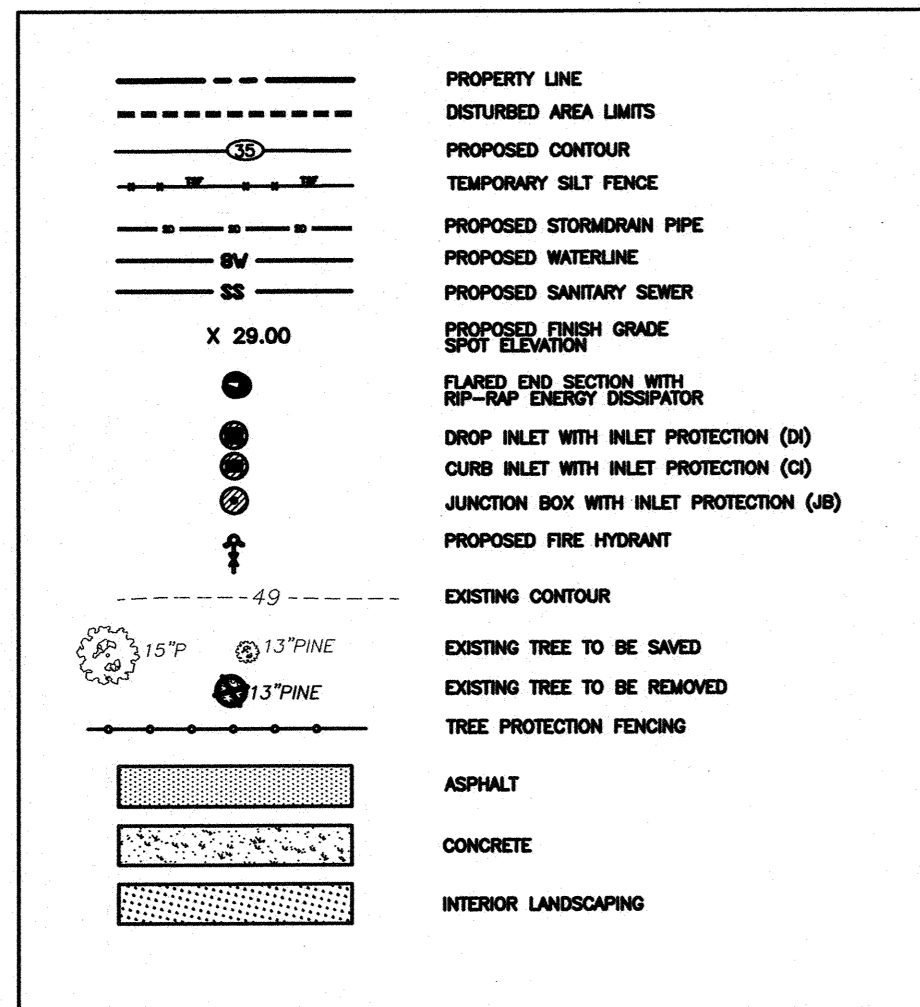 PROPERTY LINE
DISTURBED AREA LIMITS
35 PROPOSED CONTOUR
TEMPORARY SILT FENCE
SD SD SD PROPOSED STORMDRAIN PIPE
8W PROPOSED WATERLINE
SS PROPOSED SANITARY SEWER
X 29.00 PROPOSED FINISH GRADE
SPOT ELEVATION
FLARED END SECTION WITH
RIP-RAP ENERGY DISSIPATOR
DROP INLET WITH INLET PROTECTION (DI)
CURB INLET WITH INLET PROTECTION (CI)
JUNCTION BOX WITH INLET PROTECTION (JB)
PROPOSED FIRE HYDRANT
49 EXISTING CONTOUR
15"P 13"PINE EXISTING TREE TO BE SAVED
13"PINE EXISTING TREE TO BE REMOVED
TREE PROTECTION FENCING
ASPHALT
CONCRETE
INTERIOR LANDSCAPING